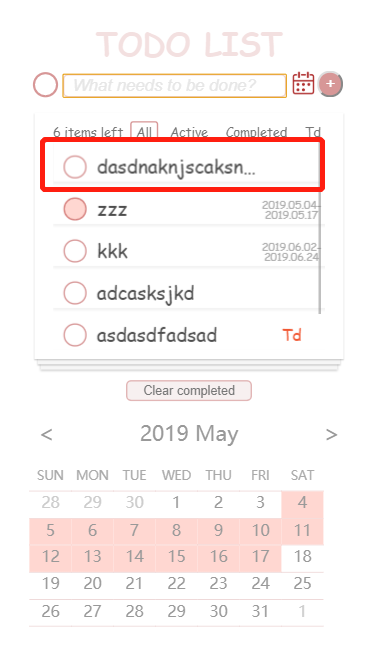 TODO LIST
What needs to be done? +
6 items left All Active Completed Td
dasdnaknjscaksn...
zzz 2019.05.04-
2019.05.17
kkk 2019.06.02-
2019.06.24
adcasksjkd
asdasdfadsad Td
Clear completed
< 2019 May >
SUN MON TUE WED THU FRI SAT
28 29 30 1 2 3 4
5 6 7 8 9 10 11
12 13 14 15 16 17 18
19 20 21 22 23 24 25
26 27 28 29 30 31 1